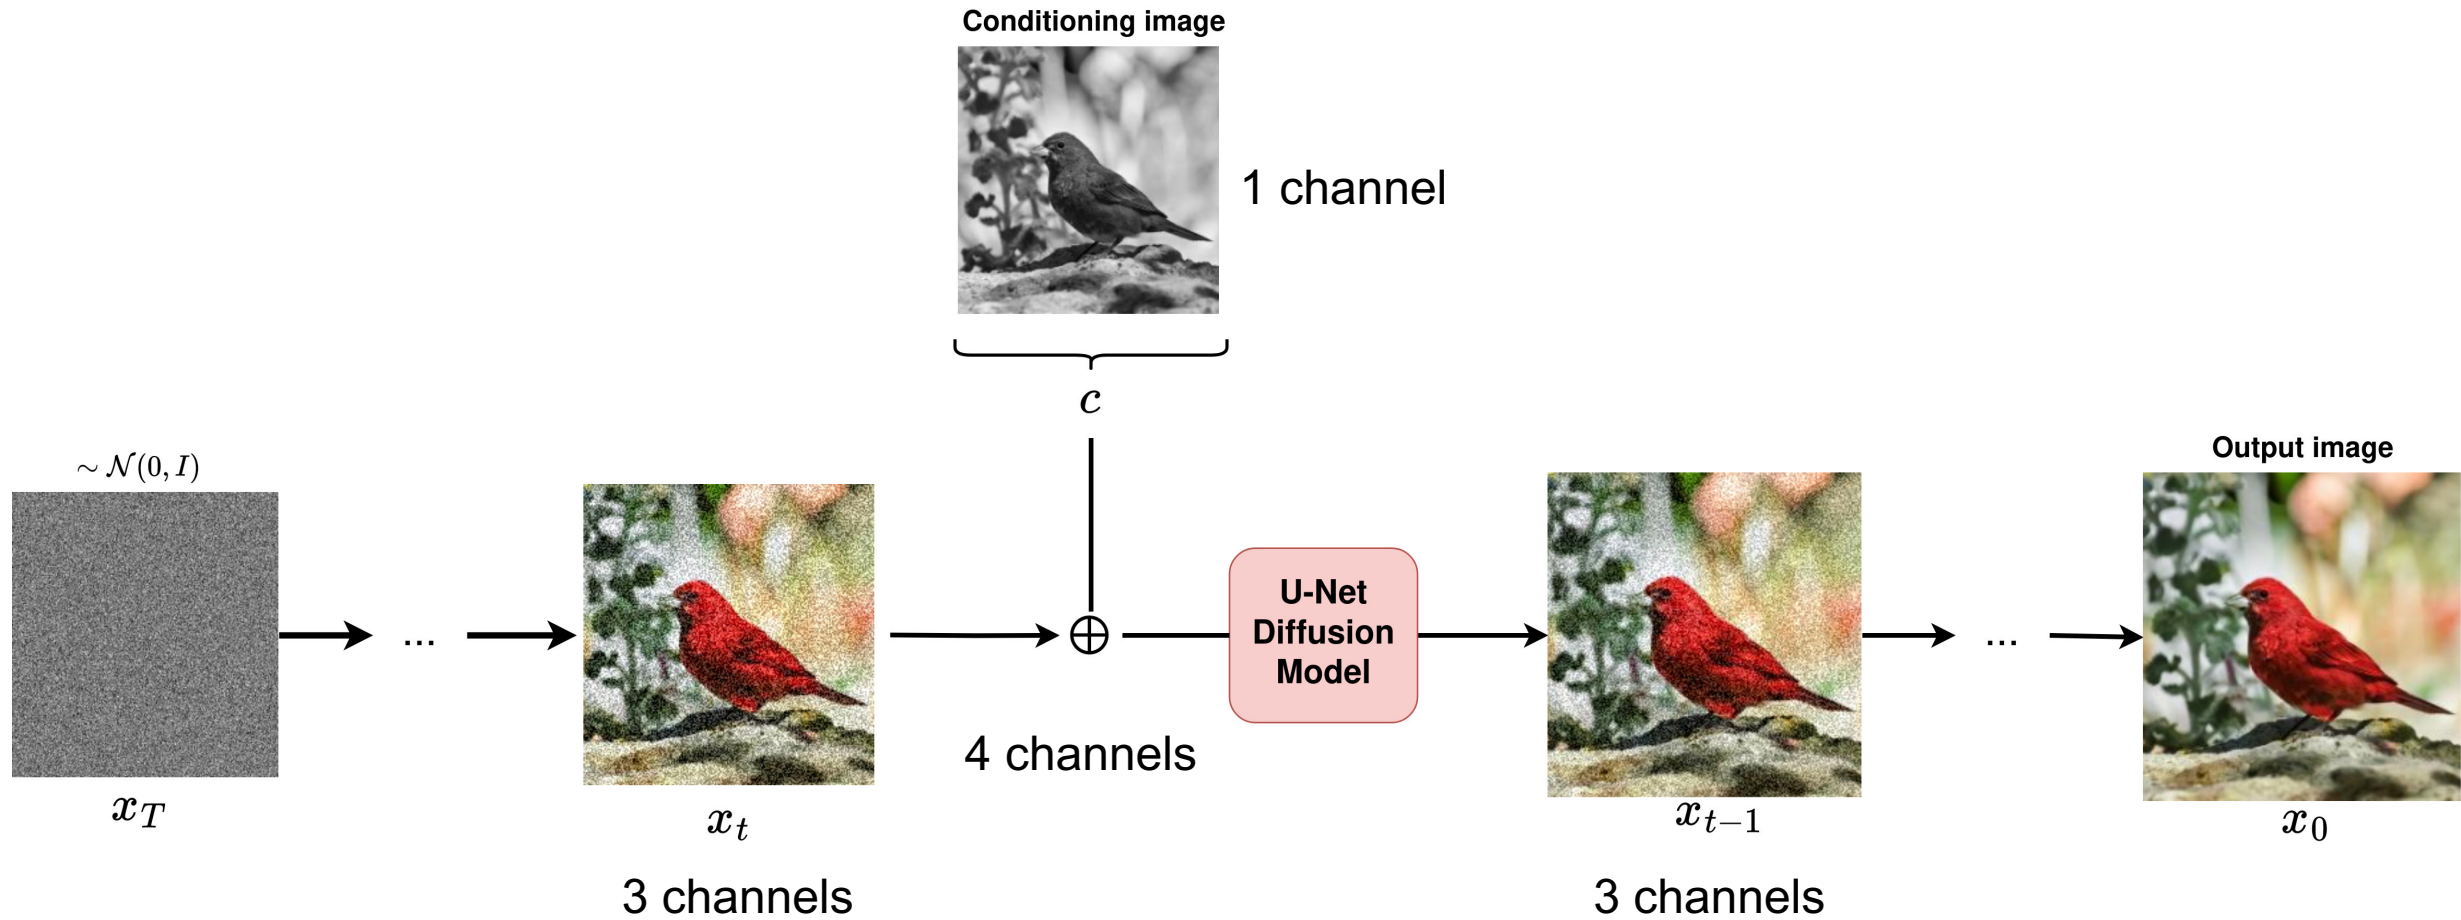 Conditioning image
1 channel
c
∼ 𝒩(0, I)
Output image
...
⊕
U-Net
Diffusion
Model
...
4 channels
x_T
x_t
x_{t−1}
x_0
3 channels
3 channels